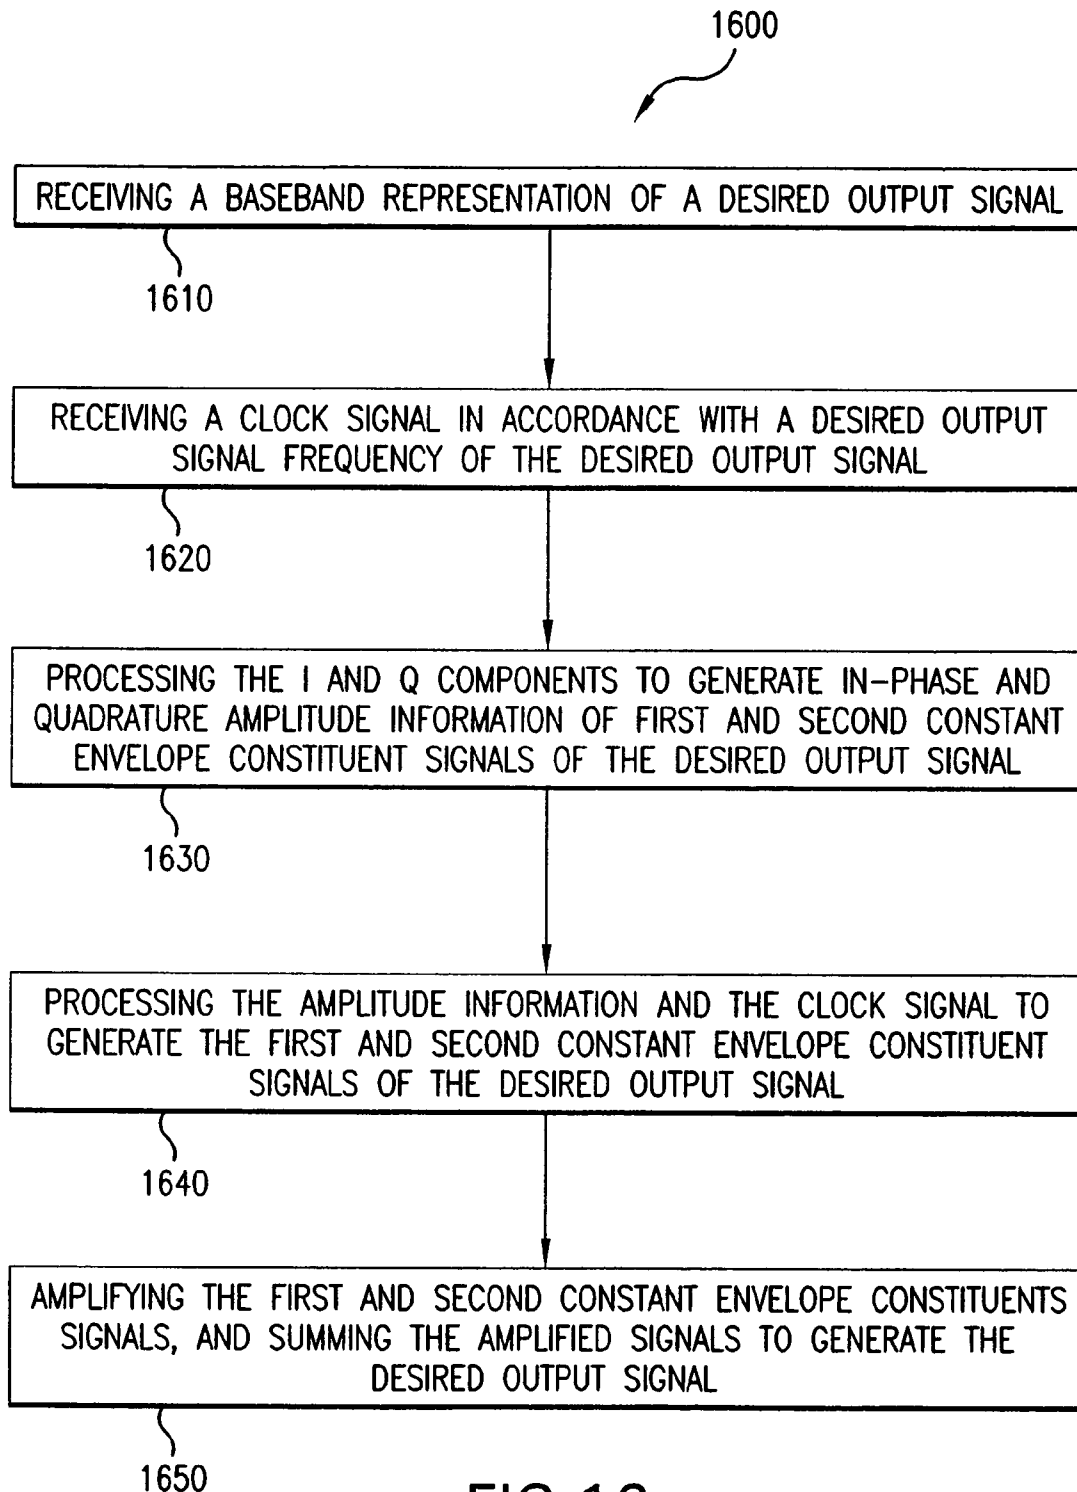 1600
RECEIVING A BASEBAND REPRESENTATION OF A DESIRED OUTPUT SIGNAL
1610
RECEIVING A CLOCK SIGNAL IN ACCORDANCE WITH A DESIRED OUTPUT
SIGNAL FREQUENCY OF THE DESIRED OUTPUT SIGNAL
1620
PROCESSING THE I AND Q COMPONENTS TO GENERATE IN-PHASE AND
QUADRATURE AMPLITUDE INFORMATION OF FIRST AND SECOND CONSTANT
ENVELOPE CONSTITUENT SIGNALS OF THE DESIRED OUTPUT SIGNAL
1630
PROCESSING THE AMPLITUDE INFORMATION AND THE CLOCK SIGNAL TO
GENERATE THE FIRST AND SECOND CONSTANT ENVELOPE CONSTITUENT
SIGNALS OF THE DESIRED OUTPUT SIGNAL
1640
AMPLIFYING THE FIRST AND SECOND CONSTANT ENVELOPE CONSTITUENTS
SIGNALS, AND SUMMING THE AMPLIFIED SIGNALS TO GENERATE THE
DESIRED OUTPUT SIGNAL
1650